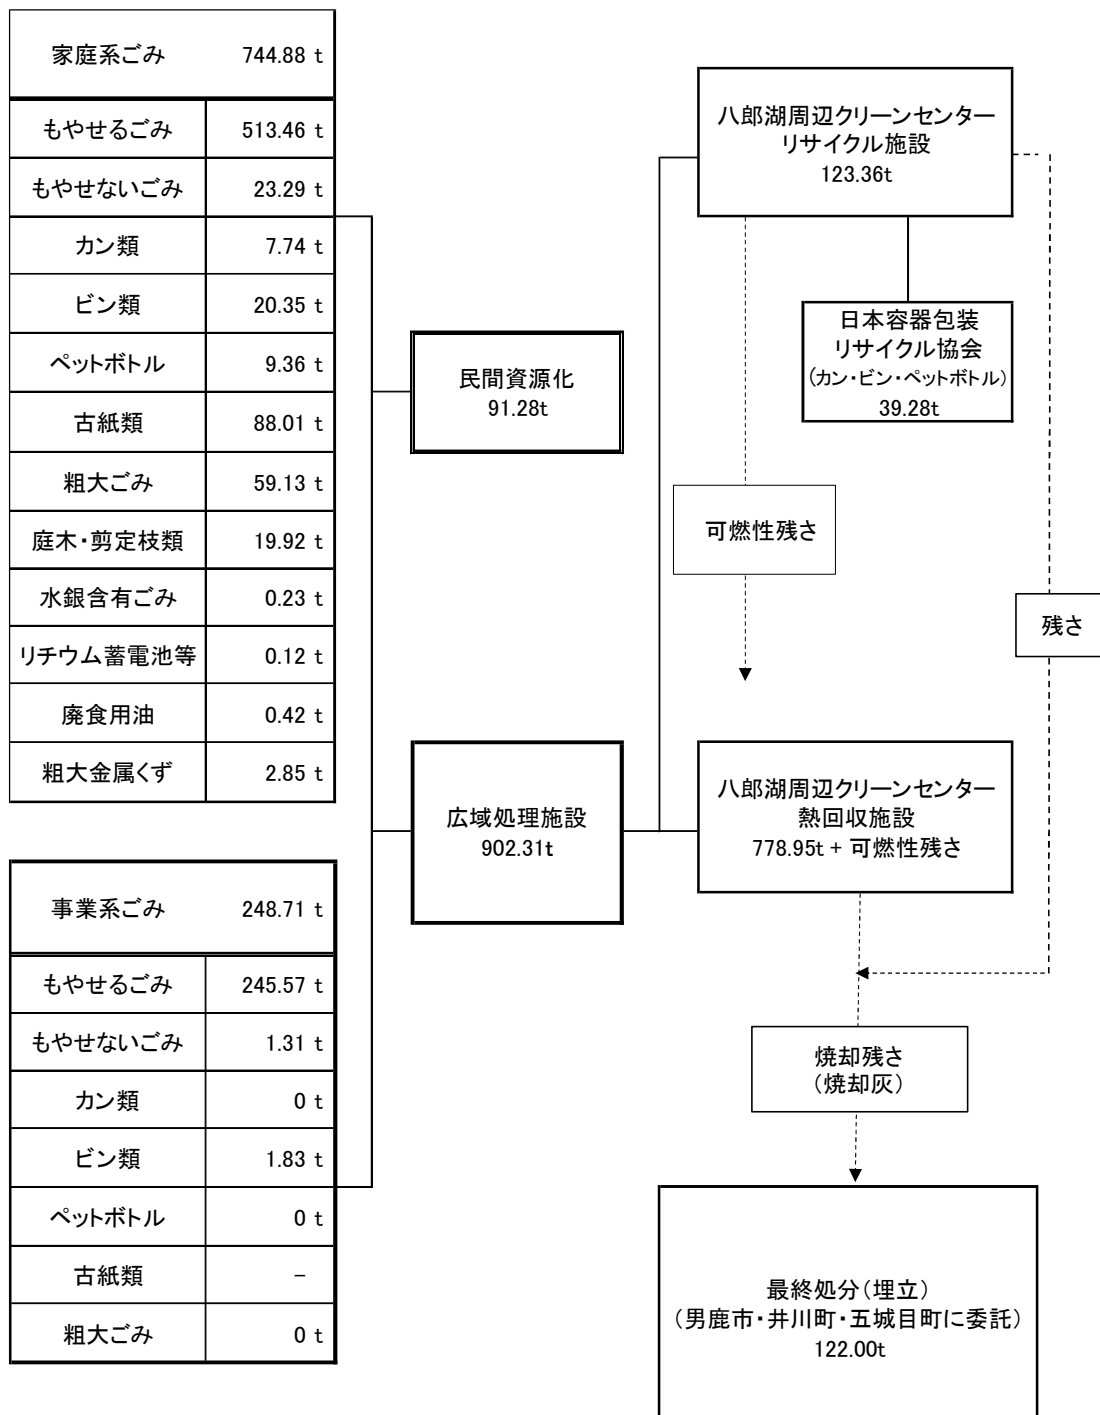 家庭系ごみ 744.88 t
もやせるごみ 513.46 t
もやせないごみ 23.29 t
カン類 7.74 t
ビン類 20.35 t
ペットボトル 9.36 t
古紙類 88.01 t
粗大ごみ 59.13 t
庭木・剪定枝類 19.92 t
水銀含有ごみ 0.23 t
リチウム蓄電池等 0.12 t
廃食用油 0.42 t
粗大金属くず 2.85 t
事業系ごみ 248.71 t
もやせるごみ 245.57 t
もやせないごみ 1.31 t
カン類 0 t
ビン類 1.83 t
ペットボトル 0 t
古紙類 −
粗大ごみ 0 t
民間資源化
91.28t
広域処理施設
902.31t
八郎湖周辺クリーンセンター
リサイクル施設
123.36t
日本容器包装
リサイクル協会
(カン・ビン・ペットボトル)
39.28t
可燃性残さ
残さ
八郎湖周辺クリーンセンター
熱回収施設
778.95t + 可燃性残さ
焼却残さ
(焼却灰)
最終処分(埋立)
(男鹿市・井川町・五城目町に委託)
122.00t